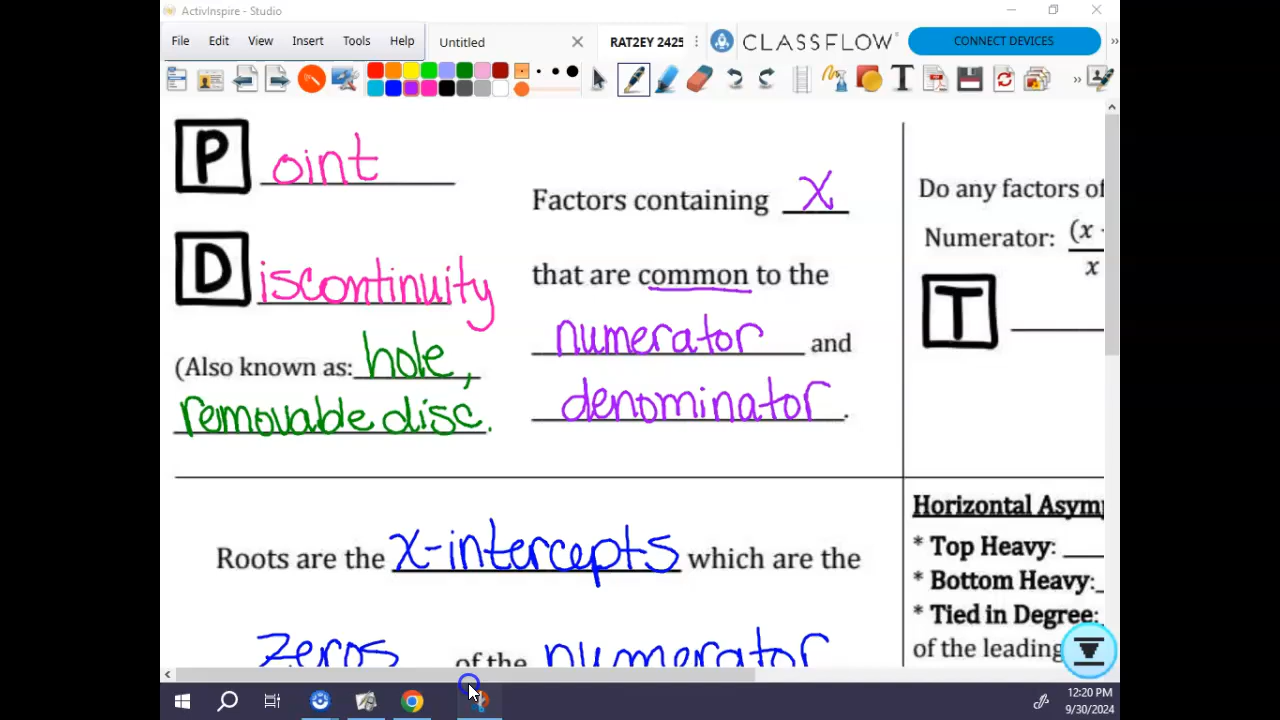 ActivInspire - Studio
File Edit View Insert Tools Help Untitled RAT2EY 2425 CLASSFLOW CONNECT DEVICES
Point
Discontinuity
(Also known as: hole,
removable disc.
Factors containing x
that are common to the
numerator and
denominator.
Do any factors of
Numerator: (x
x
T
Roots are the x-intercepts which are the
zeros of the numerator
Horizontal Asymp
* Top Heavy:
* Bottom Heavy:
* Tied in Degree:
of the leading
12:20 PM
9/30/2024